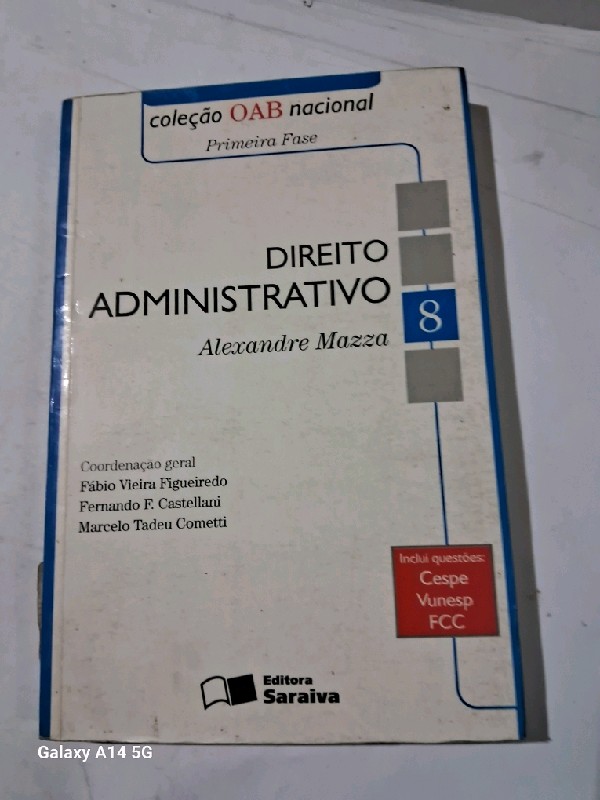 coleção OAB nacional
Primeira Fase
DIREITO
ADMINISTRATIVO
8
Alexandre Mazza
Coordenação geral
Fábio Vieira Figueiredo
Fernando F. Castellani
Marcelo Tadeu Cometti
Inclui questões:
Cespe
Vunesp
FCC
Editora
Saraiva
Galaxy A14 5G